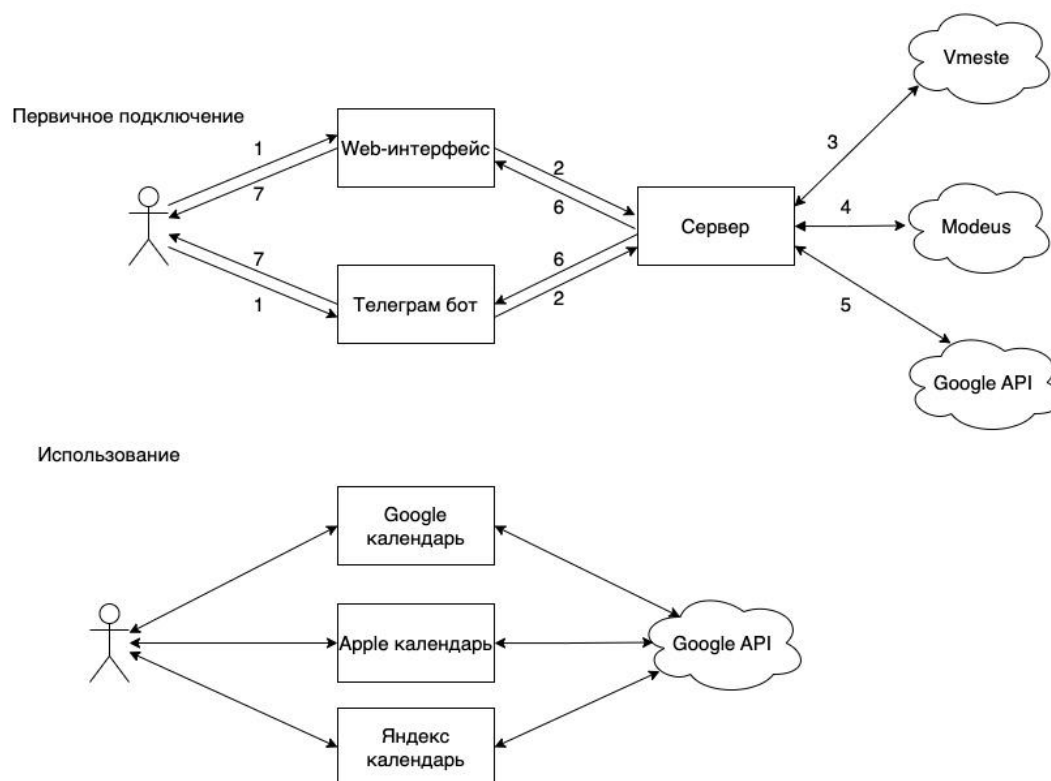 Vmeste
Первичное подключение
1
Web-интерфейс
2
3
7
6
Сервер
4
Modeus
7
6
1
Телеграм бот
2
5
Google API
Использование
Google
календарь
Apple календарь
Google API
Яндекс
календарь